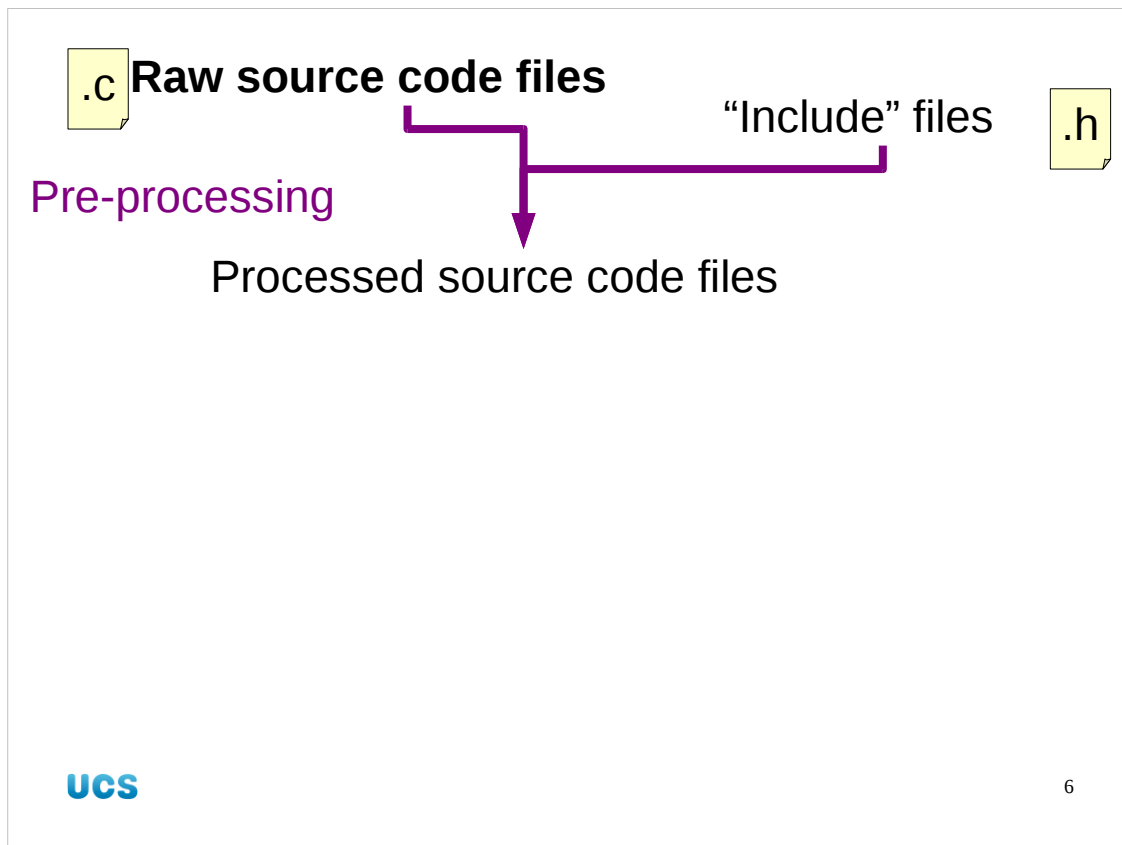 .c Raw source code files
“Include” files .h
Pre-processing
Processed source code files
UCS
6